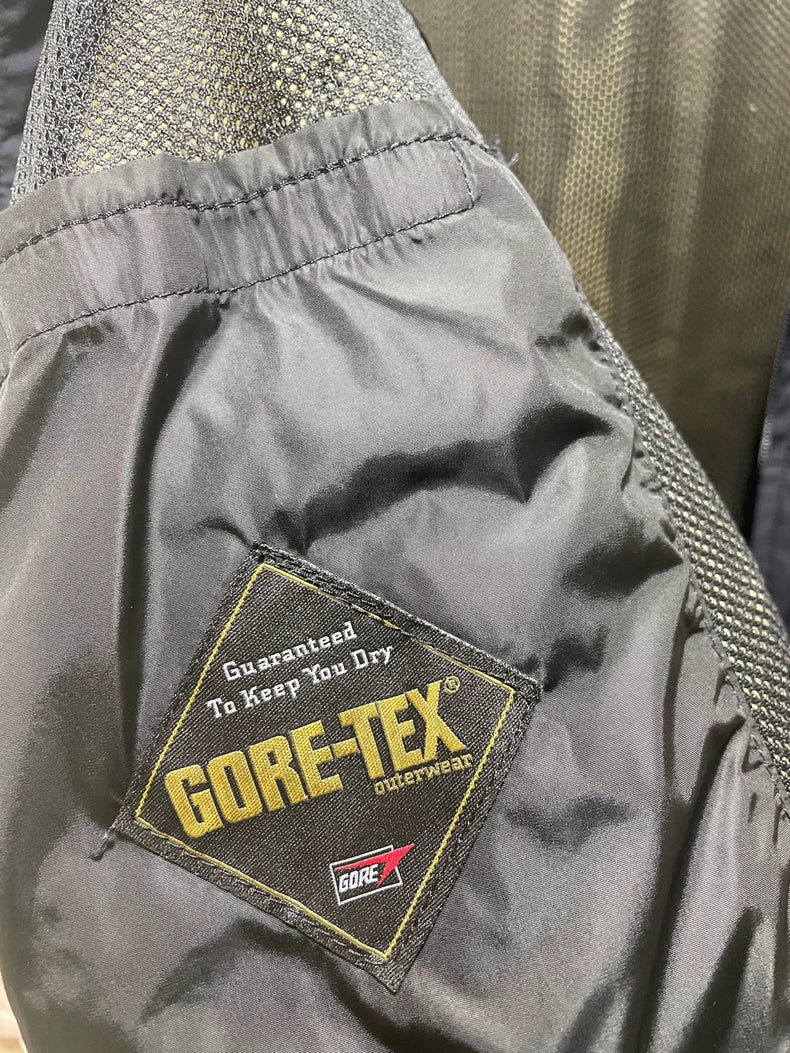 Guaranteed
To Keep You Dry
GORE-TEX®
outerwear
GORE